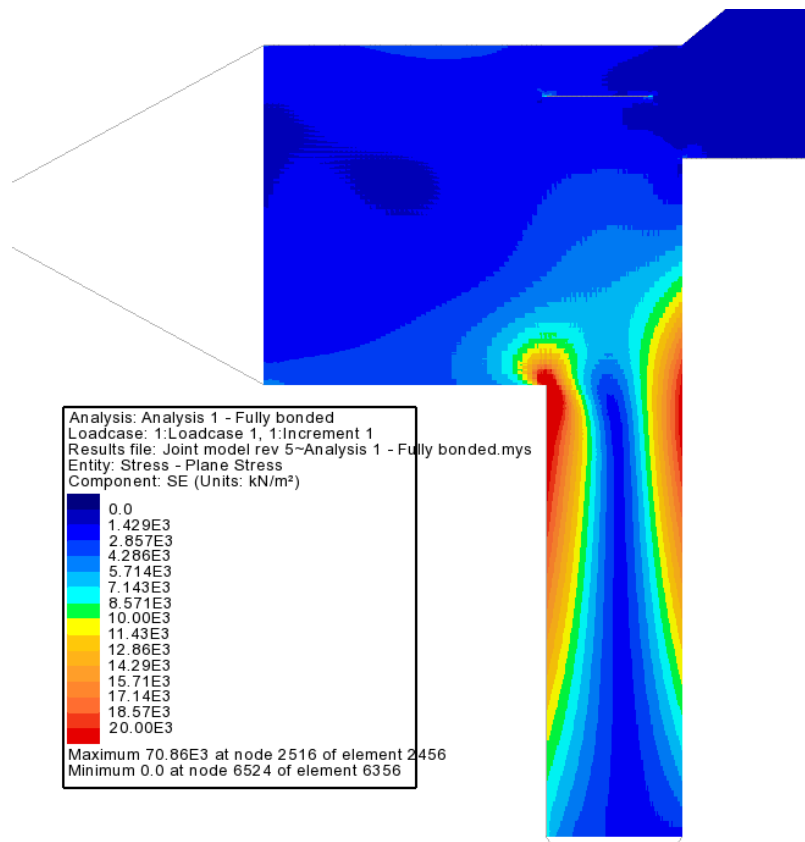 Analysis: Analysis 1 - Fully bonded
Loadcase: 1:Loadcase 1, 1:Increment 1
Results file: Joint model rev 5~Analysis 1 - Fully bonded.mys
Entity: Stress - Plane Stress
Component: SE (Units: kN/m²)
0.0
1.429E3
2.857E3
4.286E3
5.714E3
7.143E3
8.571E3
10.00E3
11.43E3
12.86E3
14.29E3
15.71E3
17.14E3
18.57E3
20.00E3
Maximum 70.86E3 at node 2516 of element 2456
Minimum 0.0 at node 6524 of element 6356